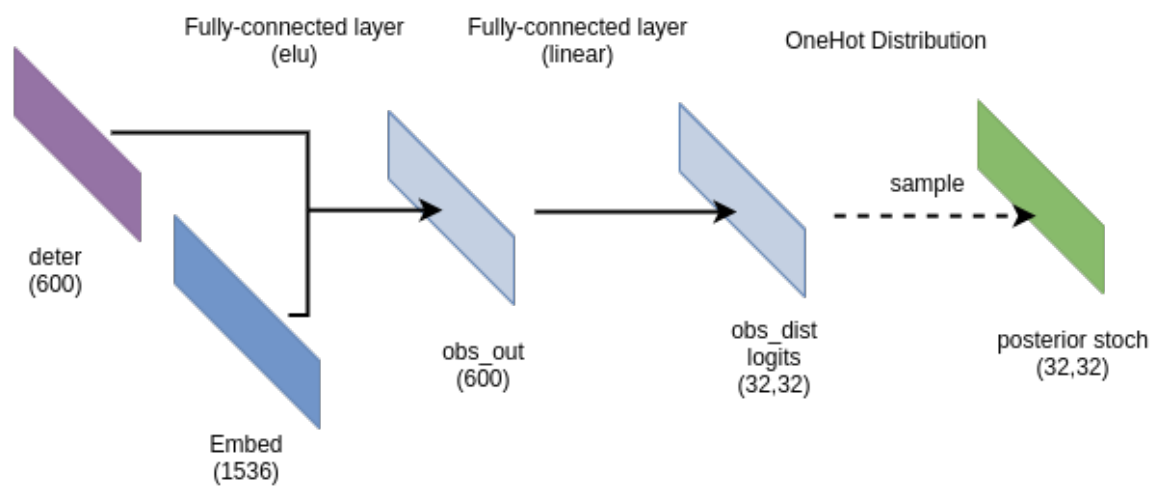 Fully-connected layer
(elu)
Fully-connected layer
(linear)
OneHot Distribution
sample
deter
(600)
obs_out
(600)
obs_dist
logits
(32,32)
posterior stoch
(32,32)
Embed
(1536)